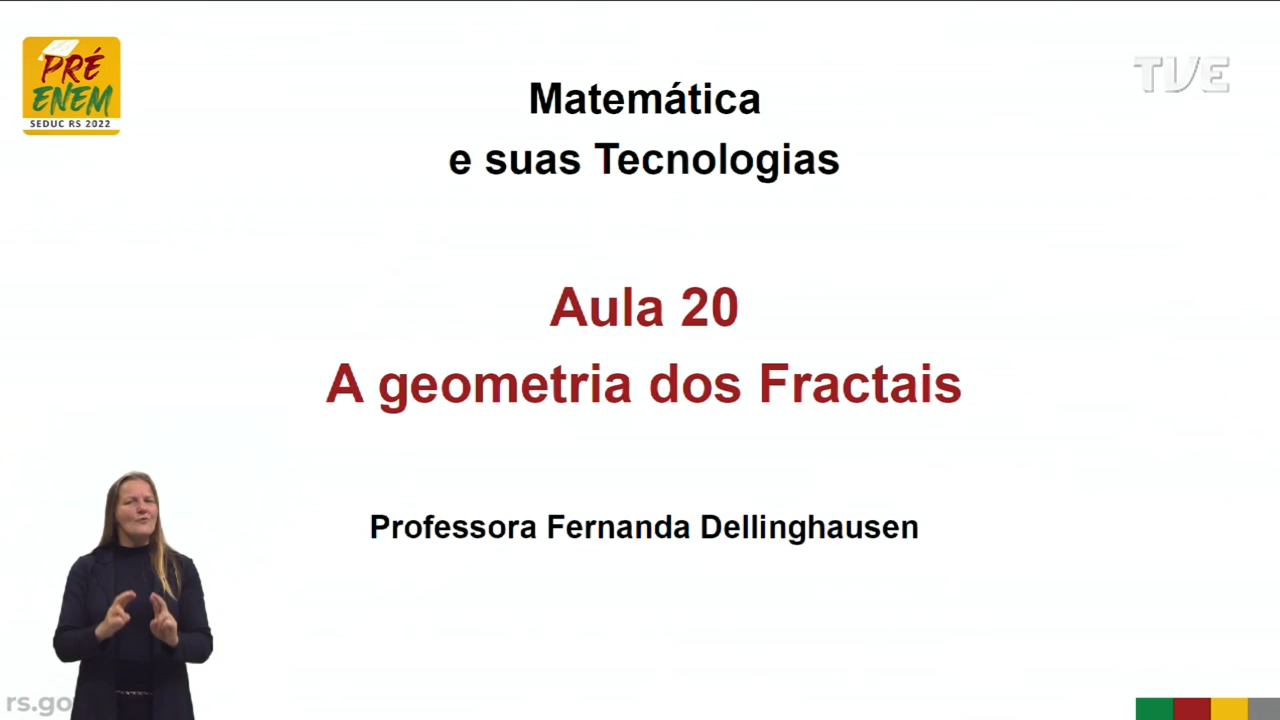 PRÉ
ENEM
SEDUC RS 2022
TVE
Matemática
e suas Tecnologias
Aula 20
A geometria dos Fractais
Professora Fernanda Dellinghausen
rs.go